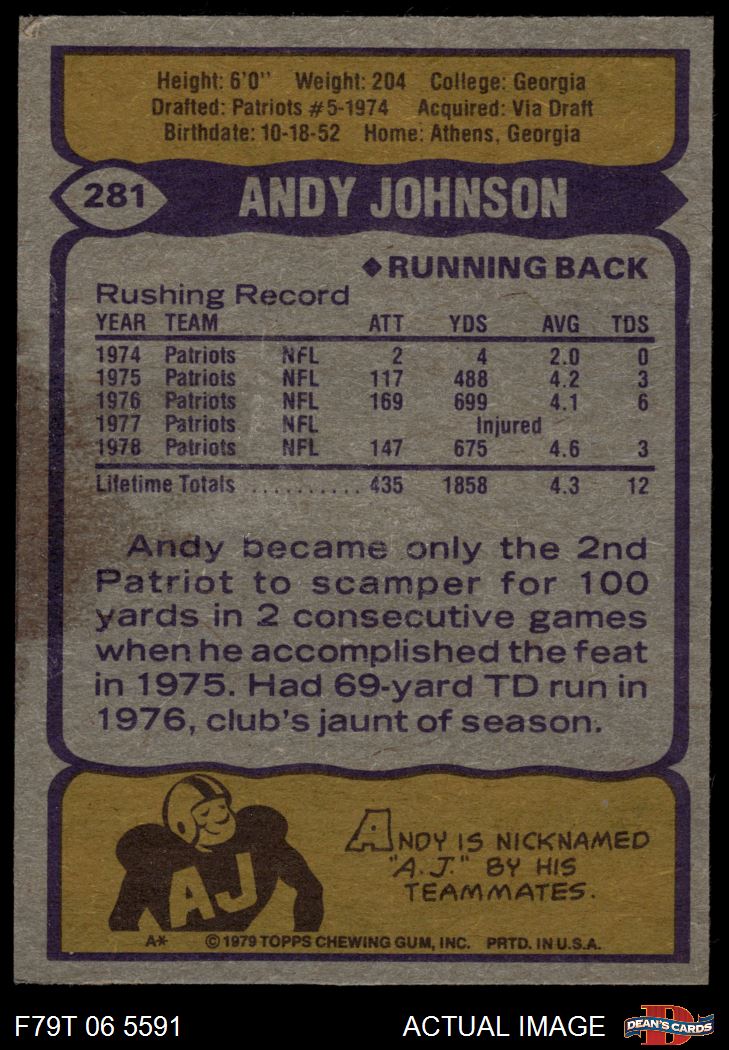 Height: 6'0" Weight: 204 College: Georgia
Drafted: Patriots #5-1974 Acquired: Via Draft
Birthdate: 10-18-52 Home: Athens, Georgia
281 ANDY JOHNSON
◆RUNNING BACK
Rushing Record
YEAR TEAM ATT YDS AVG TDS
1974 Patriots NFL 2 4 2.0 0
1975 Patriots NFL 117 488 4.2 3
1976 Patriots NFL 169 699 4.1 6
1977 Patriots NFL Injured
1978 Patriots NFL 147 675 4.6 3
Lifetime Totals .......... 435 1858 4.3 12
Andy became only the 2nd
Patriot to scamper for 100
yards in 2 consecutive games
when he accomplished the feat
in 1975. Had 69-yard TD run in
1976, club's jaunt of season.
ANDY IS NICKNAMED
"A.J." BY HIS
TEAMMATES.
AJ
A* ©1979 TOPPS CHEWING GUM, INC. PRTD. IN U.S.A.
F79T 06 5591 ACTUAL IMAGE D DEAN'S CARDS